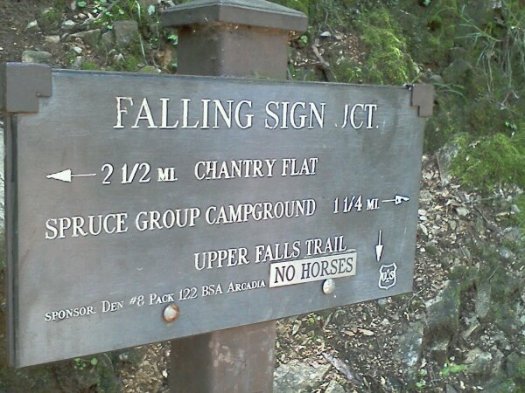 FALLING SIGN JCT.
2 1/2 MI. CHANTRY FLAT
SPRUCE GROUP CAMPGROUND 1 1/4 MI.
UPPER FALLS TRAIL
NO HORSES
SPONSOR: DEN #8 PACK 122 BSA ARCADIA
US